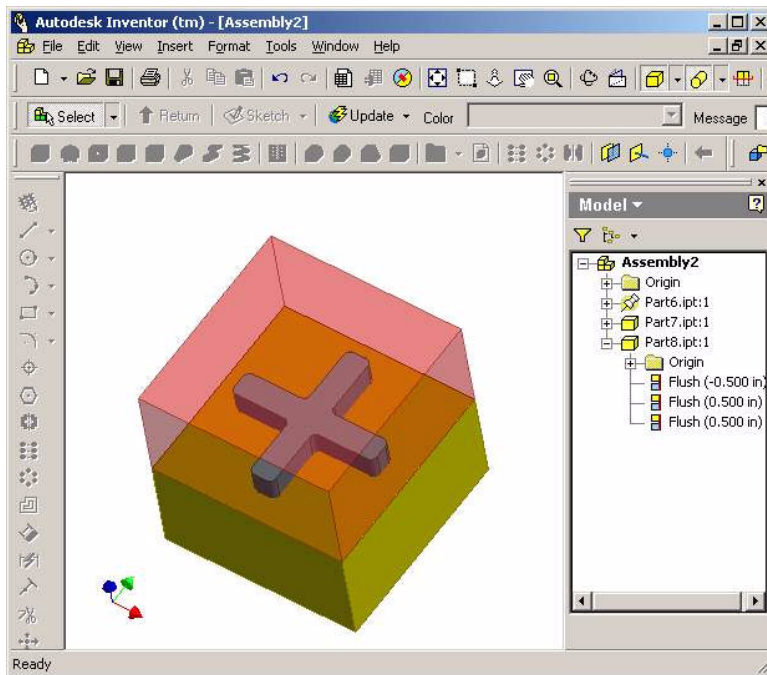 Autodesk Inventor (tm) - [Assembly2]
File Edit View Insert Format Tools Window Help
Select Return Sketch Update Color Message
Model
Assembly2
Origin
Part6.ipt:1
Part7.ipt:1
Part8.ipt:1
Origin
Flush (-0.500 in)
Flush (0.500 in)
Flush (0.500 in)
Ready